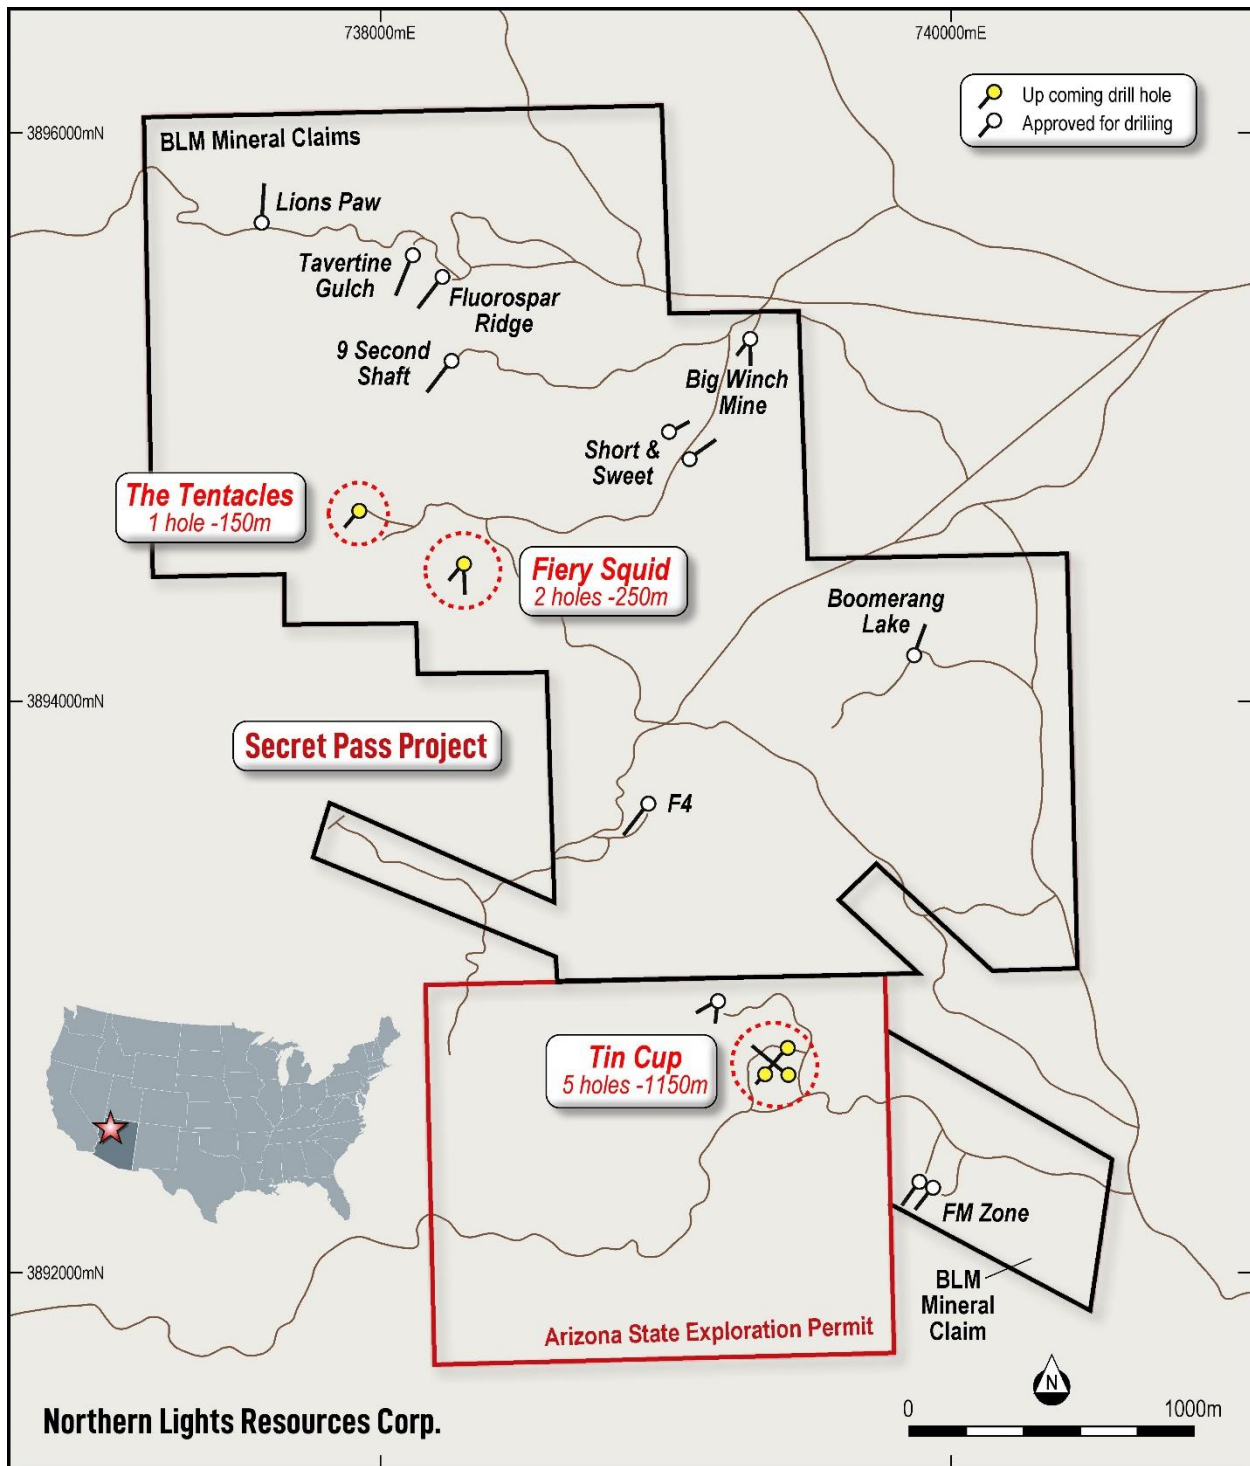 738000mE
740000mE
Up coming drill hole
Approved for drilling
3896000mN
BLM Mineral Claims
Lions Paw
Tavertine
Gulch
Fluorospar
Ridge
9 Second
Shaft
Big Winch
Mine
Short &
Sweet
The Tentacles
1 hole -150m
Fiery Squid
2 holes -250m
Boomerang
Lake
3894000mN
Secret Pass Project
F4
Tin Cup
5 holes -1150m
FM Zone
3892000mN
BLM
Mineral
Claim
Arizona State Exploration Permit
N
Northern Lights Resources Corp.
0
1000m